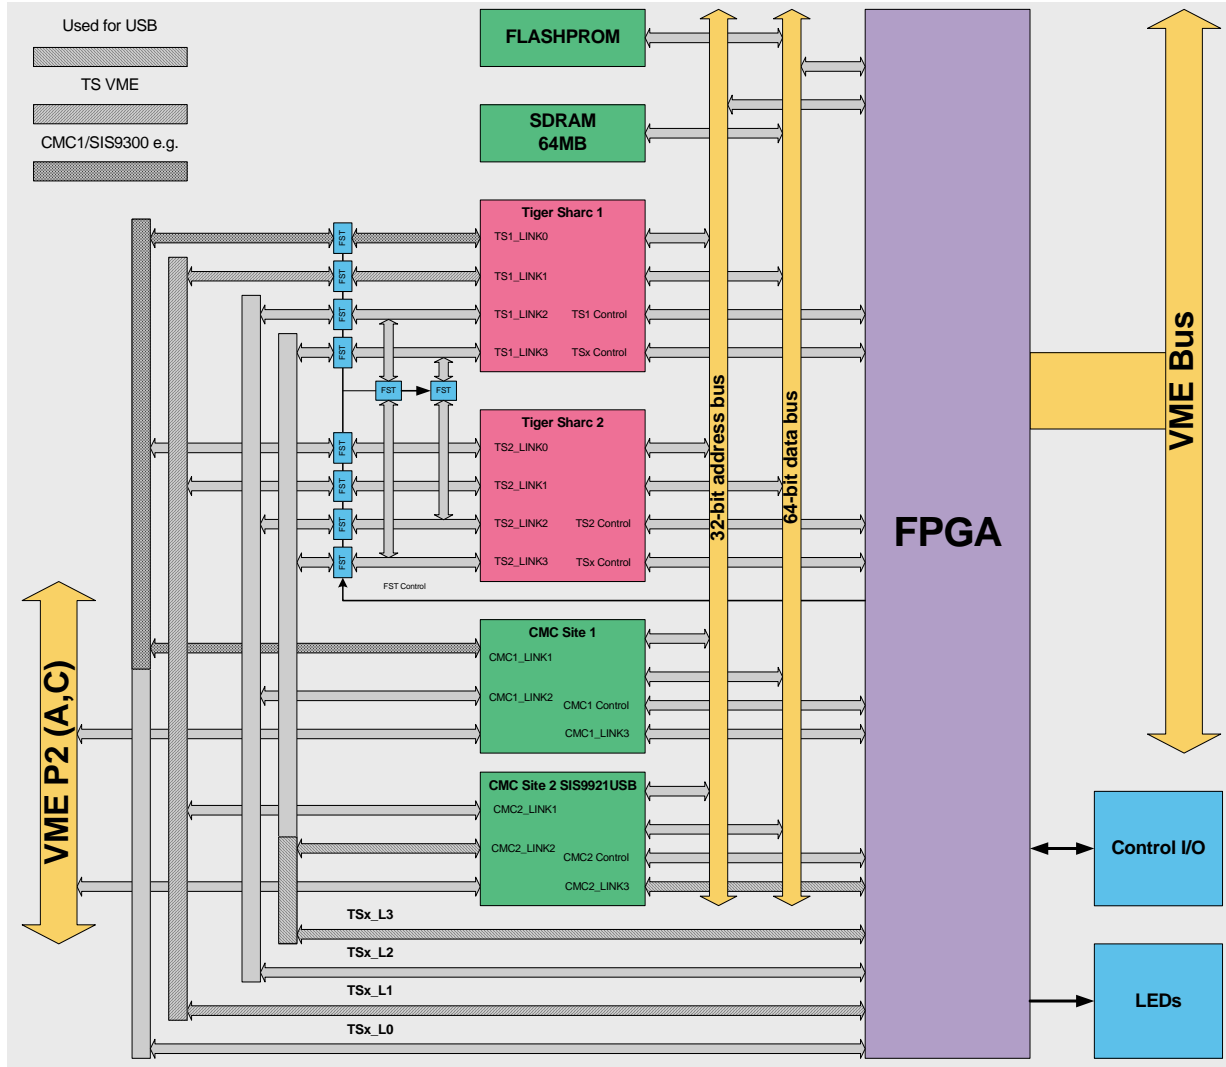 Used for USB
TS VME
CMC1/SIS9300 e.g.
FLASHPROM
SDRAM
64MB
Tiger Sharc 1
TS1_LINK0
TS1_LINK1
TS1_LINK2
TS1 Control
TS1_LINK3
TSx Control
FST
FST
FST
FST
FST
FST
Tiger Sharc 2
TS2_LINK0
TS2_LINK1
TS2_LINK2
TS2 Control
TS2_LINK3
TSx Control
FST
FST
FST
FST
FST Control
CMC Site 1
CMC1_LINK1
CMC1_LINK2
CMC1 Control
CMC1_LINK3
CMC Site 2 SIS9921USB
CMC2_LINK1
CMC2_LINK2
CMC2 Control
CMC2_LINK3
TSx_L3
TSx_L2
TSx_L1
TSx_L0
VME P2 (A,C)
32-bit address bus
64-bit data bus
FPGA
VME Bus
Control I/O
LEDs